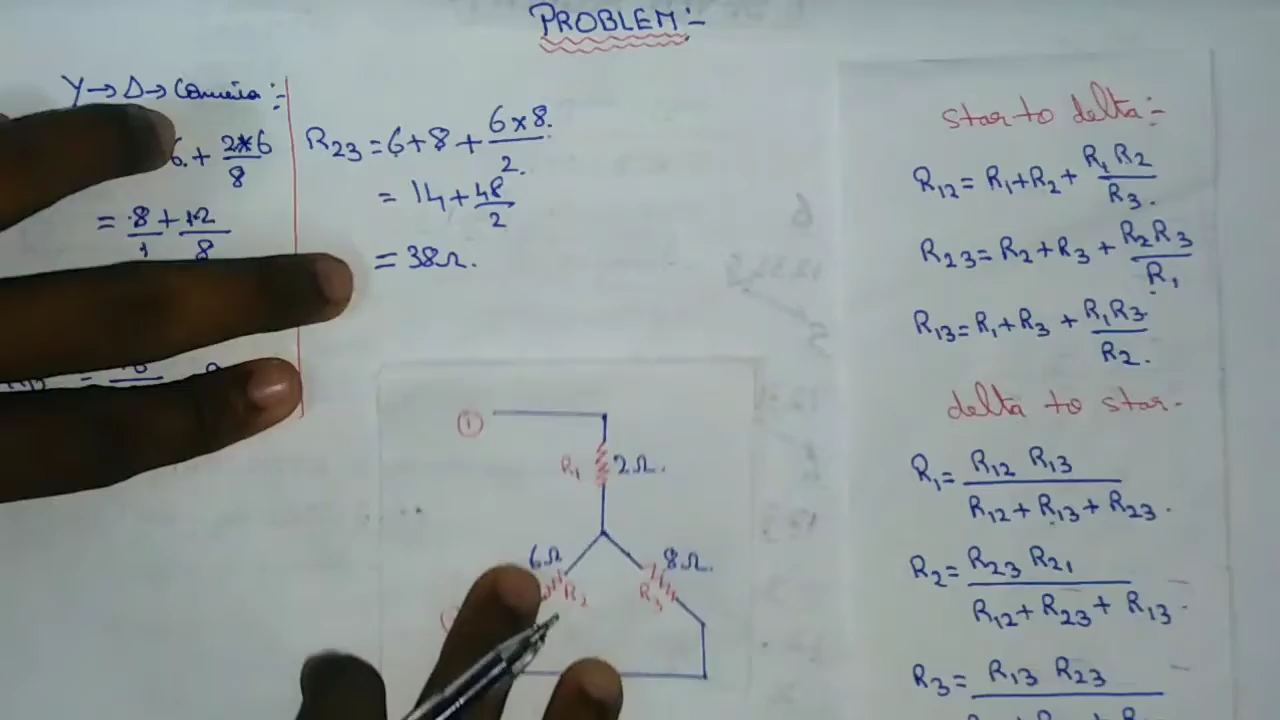 PROBLEM:-
Y→Δ→
6. + 2*6/8
= 8/1 + 12/8
R23 = 6+8+ 6×8./2.
= 14+ 48/2
= 38Ω.
①
R1 2Ω.
6Ω 8Ω.
R2 R3
star to delta:-
R12= R1+R2+ R1R2/R3.
R23= R2+R3 + R2R3/R1
R13= R1+R3 + R1R3/R2.
delta to star-
R1= R12 R13/R12+R13+R23.
R2= R23 R21/R12+R23+R13.
R3= R13 R23